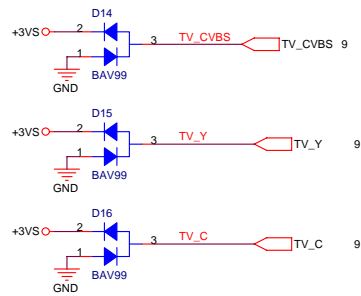 D14
+3VS 2
3 TV_CVBS TV_CVBS 9
1
GND BAV99
D15
+3VS 2
3 TV_Y TV_Y 9
1
GND BAV99
D16
+3VS 2
3 TV_C TV_C 9
1
GND BAV99